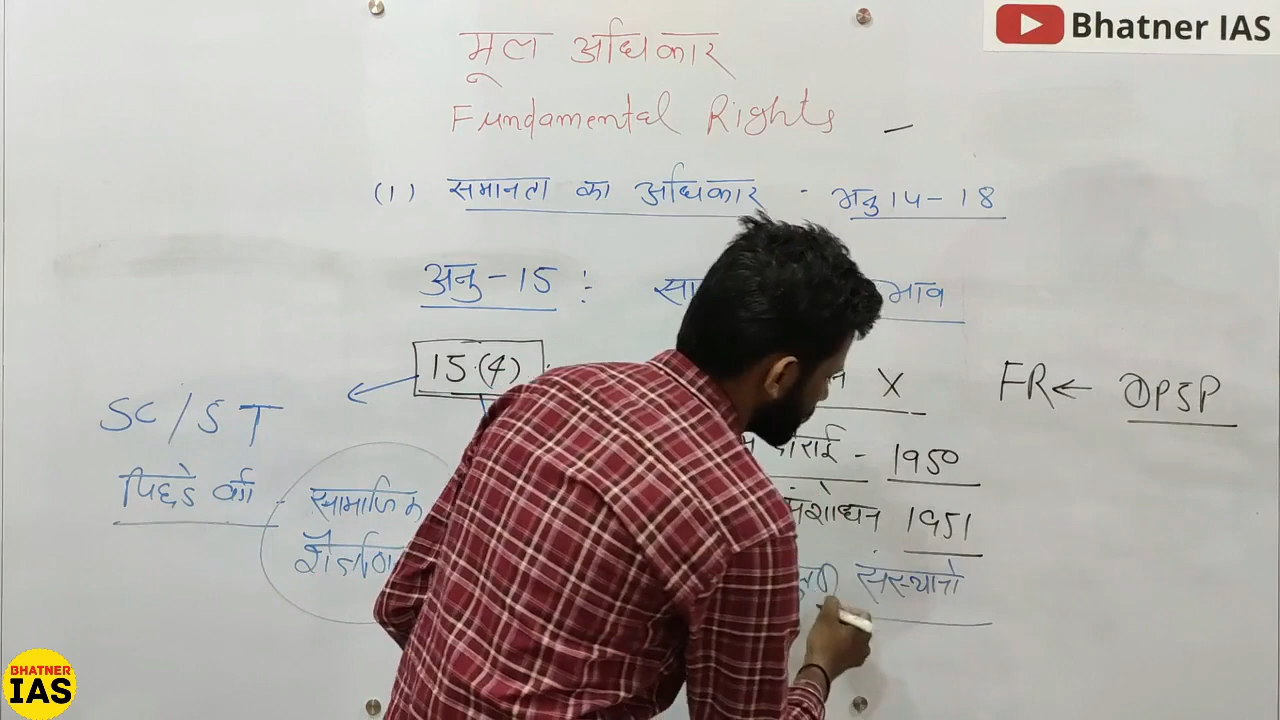 Bhatner IAS
मूल अधिकार
Fundamental Rights -
(1) समानता का अधिकार - अनु 14-18
अनु-15 :
15.(4)
X
FR ← DPSP
SC/ST
1950
पिछडे वर्ग - सामाजिक
संशोधन 1951
संस्थानो
BHATNER
IAS